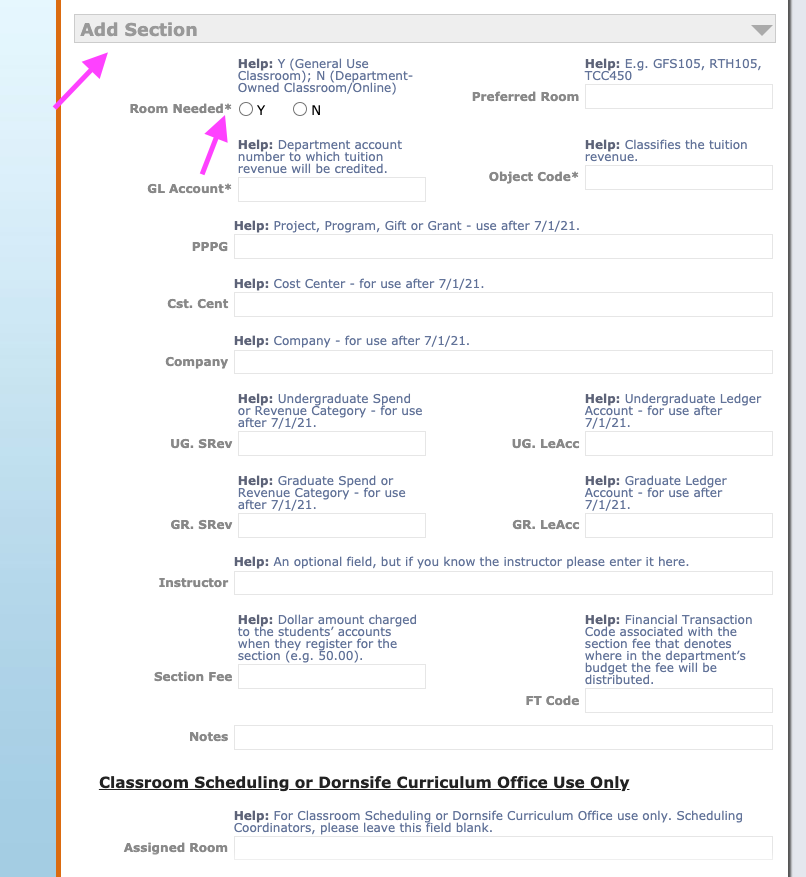 Add Section
Help: Y (General Use
Classroom); N (Department-
Owned Classroom/Online)
Room Needed* Y N
Help: E.g. GFS105, RTH105,
TCC450
Preferred Room
Help: Department account
number to which tuition
revenue will be credited.
GL Account*
Help: Classifies the tuition
revenue.
Object Code*
Help: Project, Program, Gift or Grant - use after 7/1/21.
PPPG
Help: Cost Center - for use after 7/1/21.
Cst. Cent
Help: Company - for use after 7/1/21.
Company
Help: Undergraduate Spend
or Revenue Category - for use
after 7/1/21.
UG. SRev
Help: Undergraduate Ledger
Account - for use after
7/1/21.
UG. LeAcc
Help: Graduate Spend or
Revenue Category - for use
after 7/1/21.
GR. SRev
Help: Graduate Ledger
Account - for use after
7/1/21.
GR. LeAcc
Help: An optional field, but if you know the instructor please enter it here.
Instructor
Help: Dollar amount charged
to the students’ accounts
when they register for the
section (e.g. 50.00).
Section Fee
Help: Financial Transaction
Code associated with the
section fee that denotes
where in the department’s
budget the fee will be
distributed.
FT Code
Notes
Classroom Scheduling or Dornsife Curriculum Office Use Only
Help: For Classroom Scheduling or Dornsife Curriculum Office use only. Scheduling
Coordinators, please leave this field blank.
Assigned Room